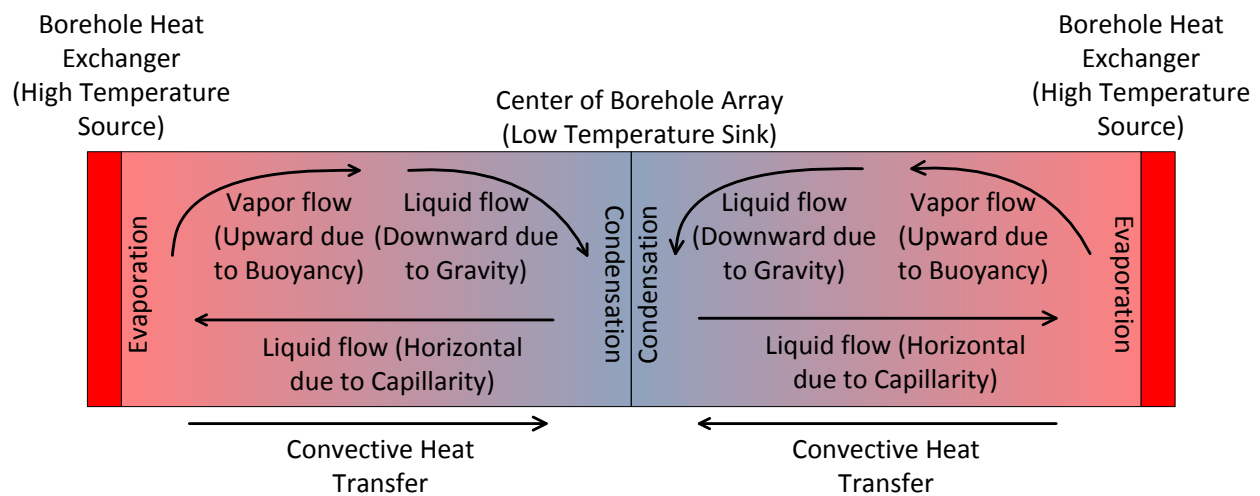 Borehole Heat
Exchanger
(High Temperature
Source)
Center of Borehole Array
(Low Temperature Sink)
Borehole Heat
Exchanger
(High Temperature
Source)
Evaporation
Vapor flow
(Upward due
to Buoyancy)
Liquid flow
(Downward due
to Gravity)
Condensation
Condensation
Liquid flow
(Downward due
to Gravity)
Vapor flow
(Upward due
to Buoyancy)
Evaporation
Liquid flow (Horizontal
due to Capillarity)
Liquid flow (Horizontal
due to Capillarity)
Convective Heat
Transfer
Convective Heat
Transfer